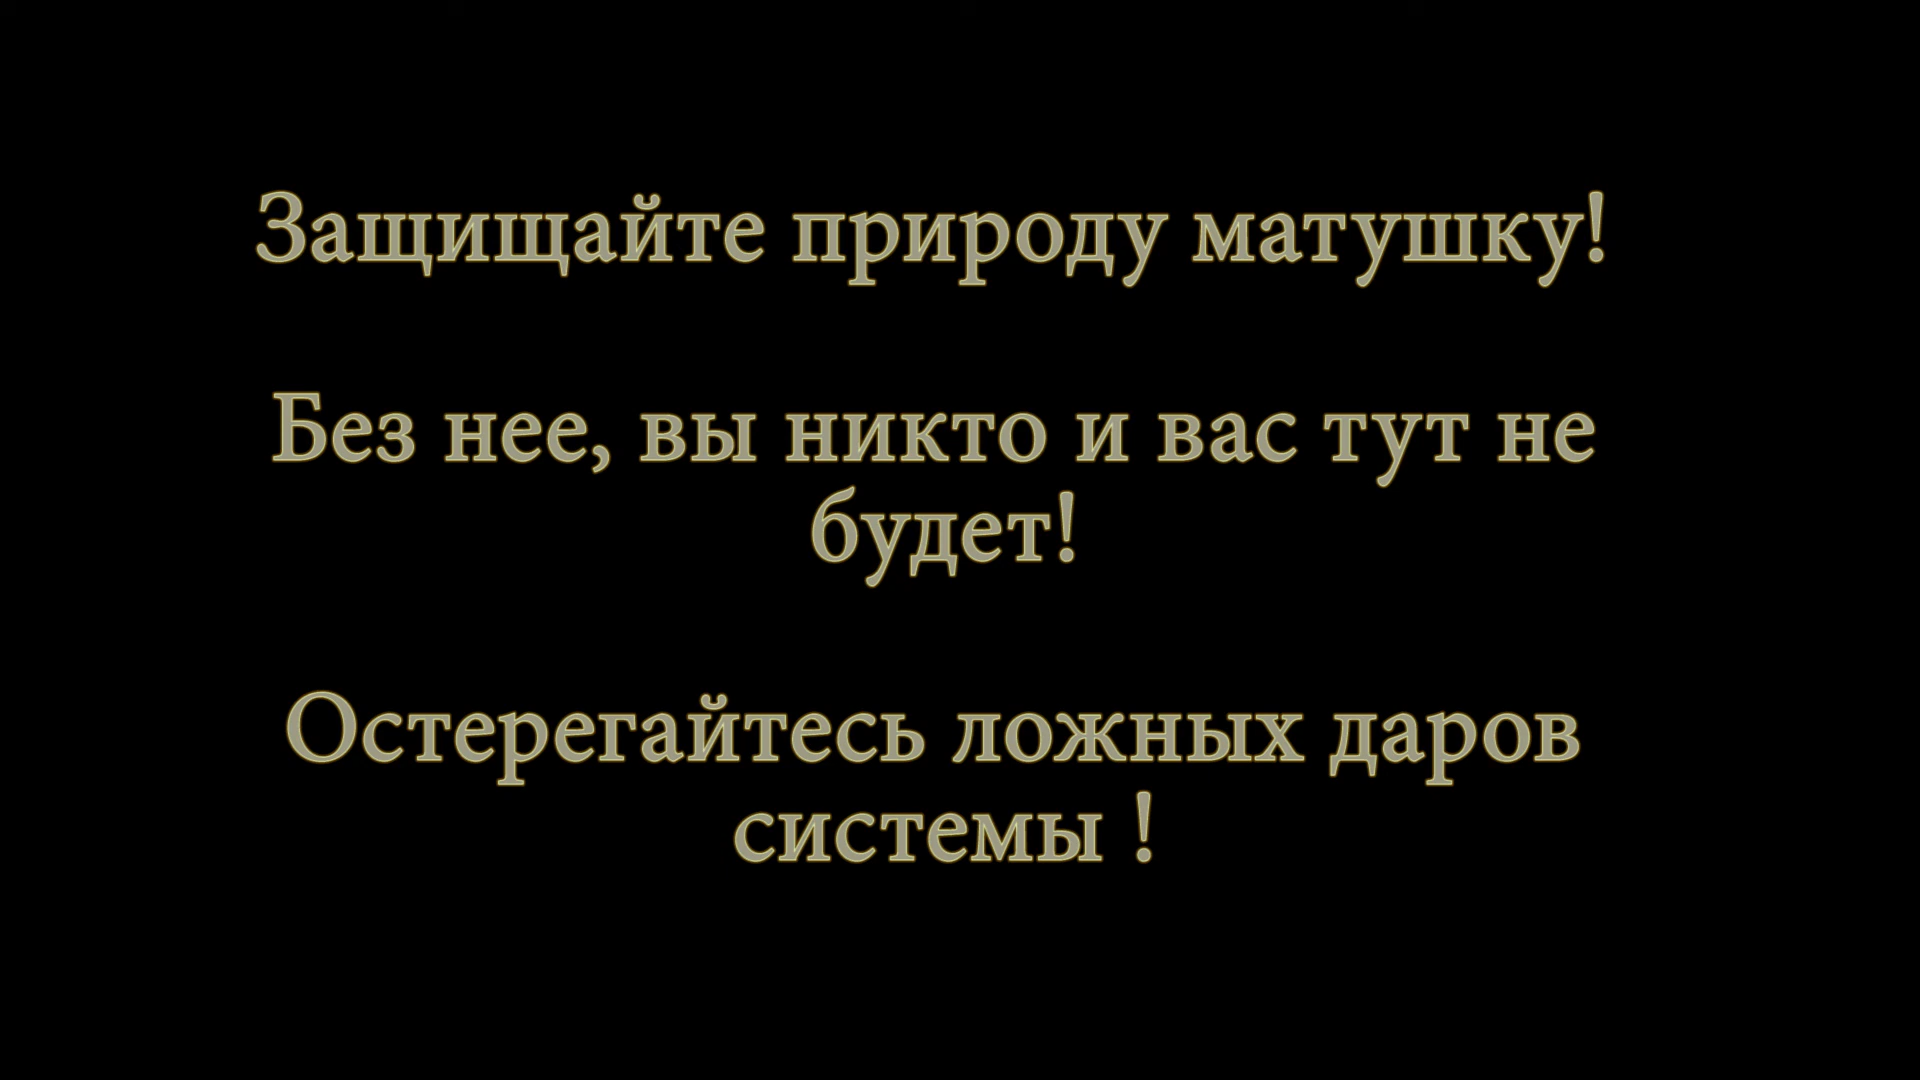 Защищайте природу матушку!
Без нее, вы никто и вас тут не
будет!
Остерегайтесь ложных даров
системы !